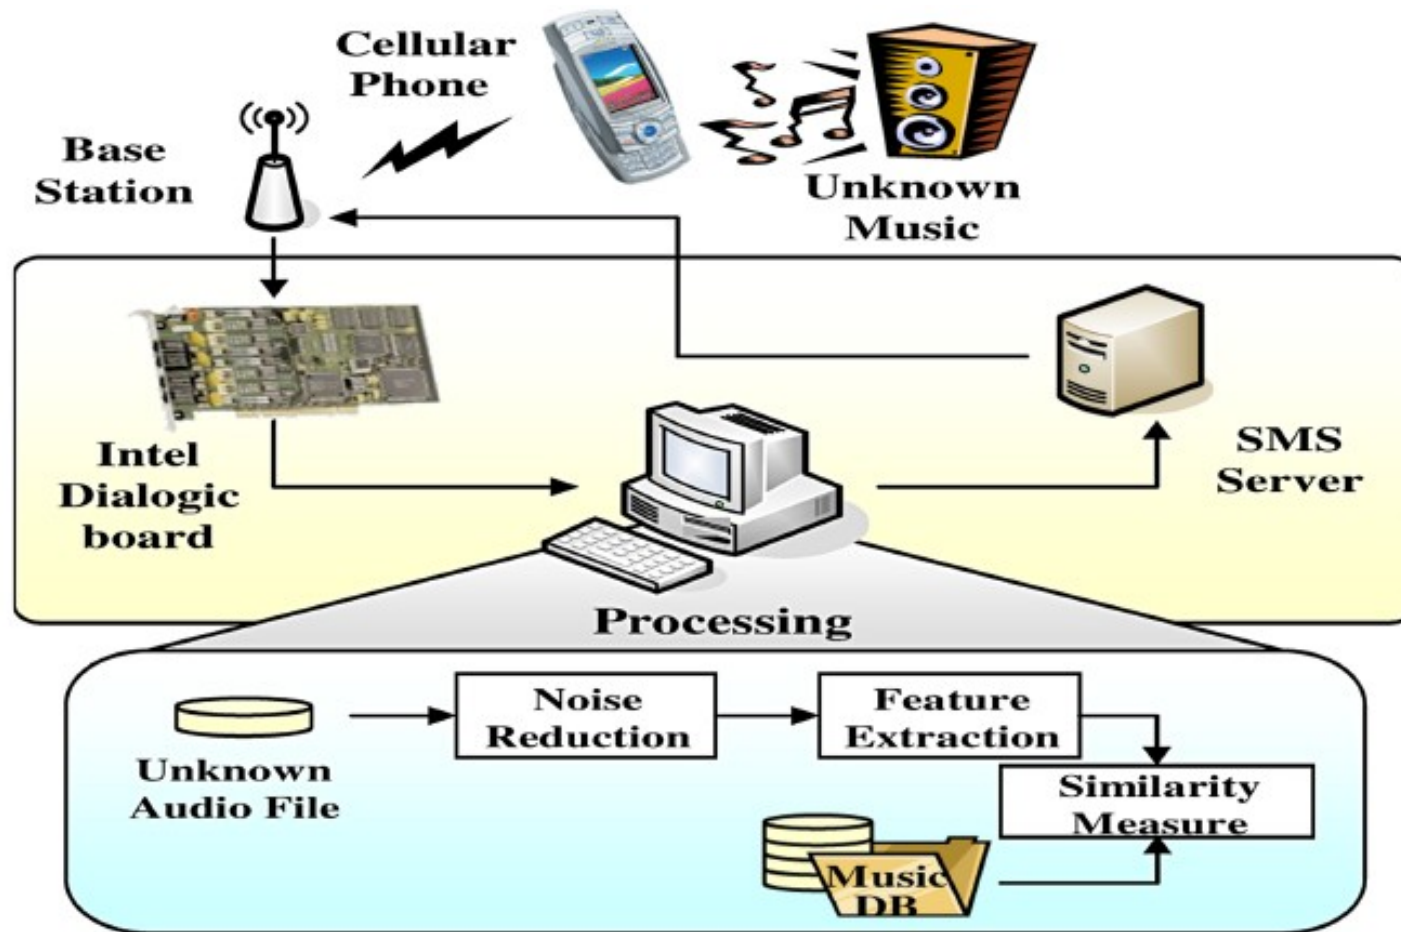 Cellular
Phone
Base
Station
Unknown
Music
Intel
Dialogic
board
SMS
Server
Processing
Noise
Reduction
Feature
Extraction
Unknown
Audio File
Similarity
Measure
Music
DB